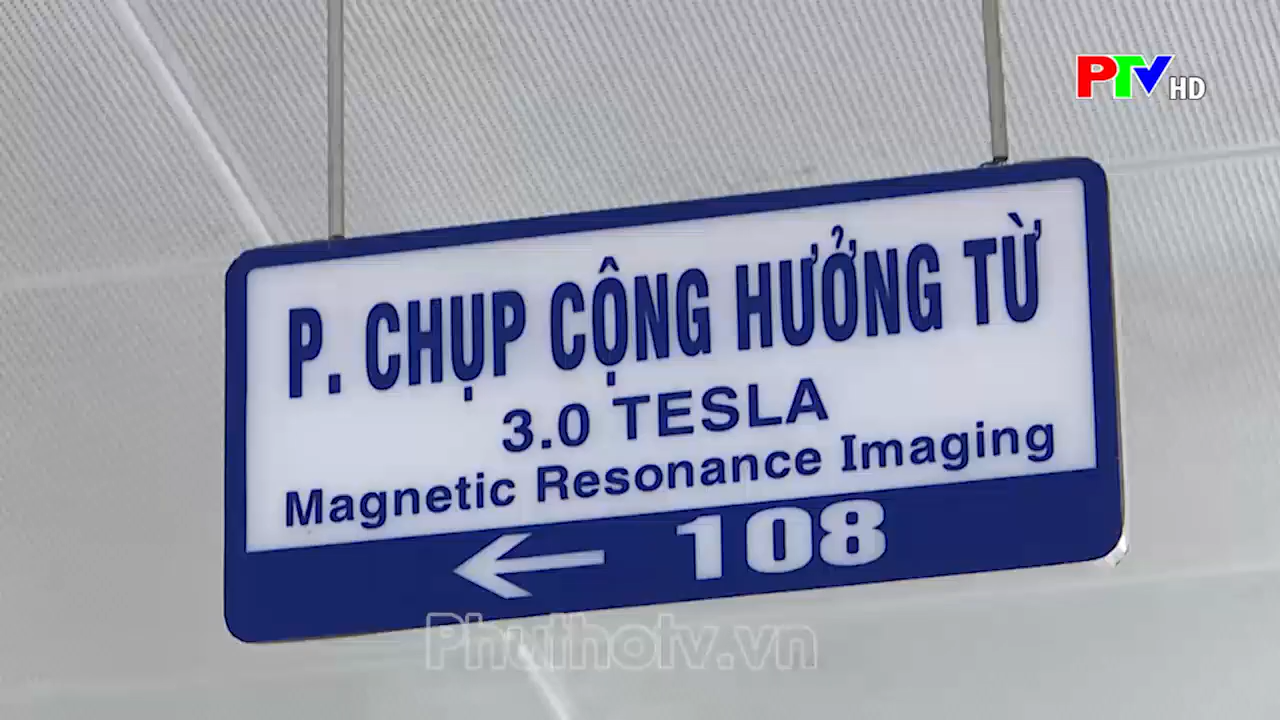 PTV HD
P. CHỤP CỘNG HƯỞNG TỪ
3.0 TESLA
Magnetic Resonance Imaging
← 108
Phuthotv.vn